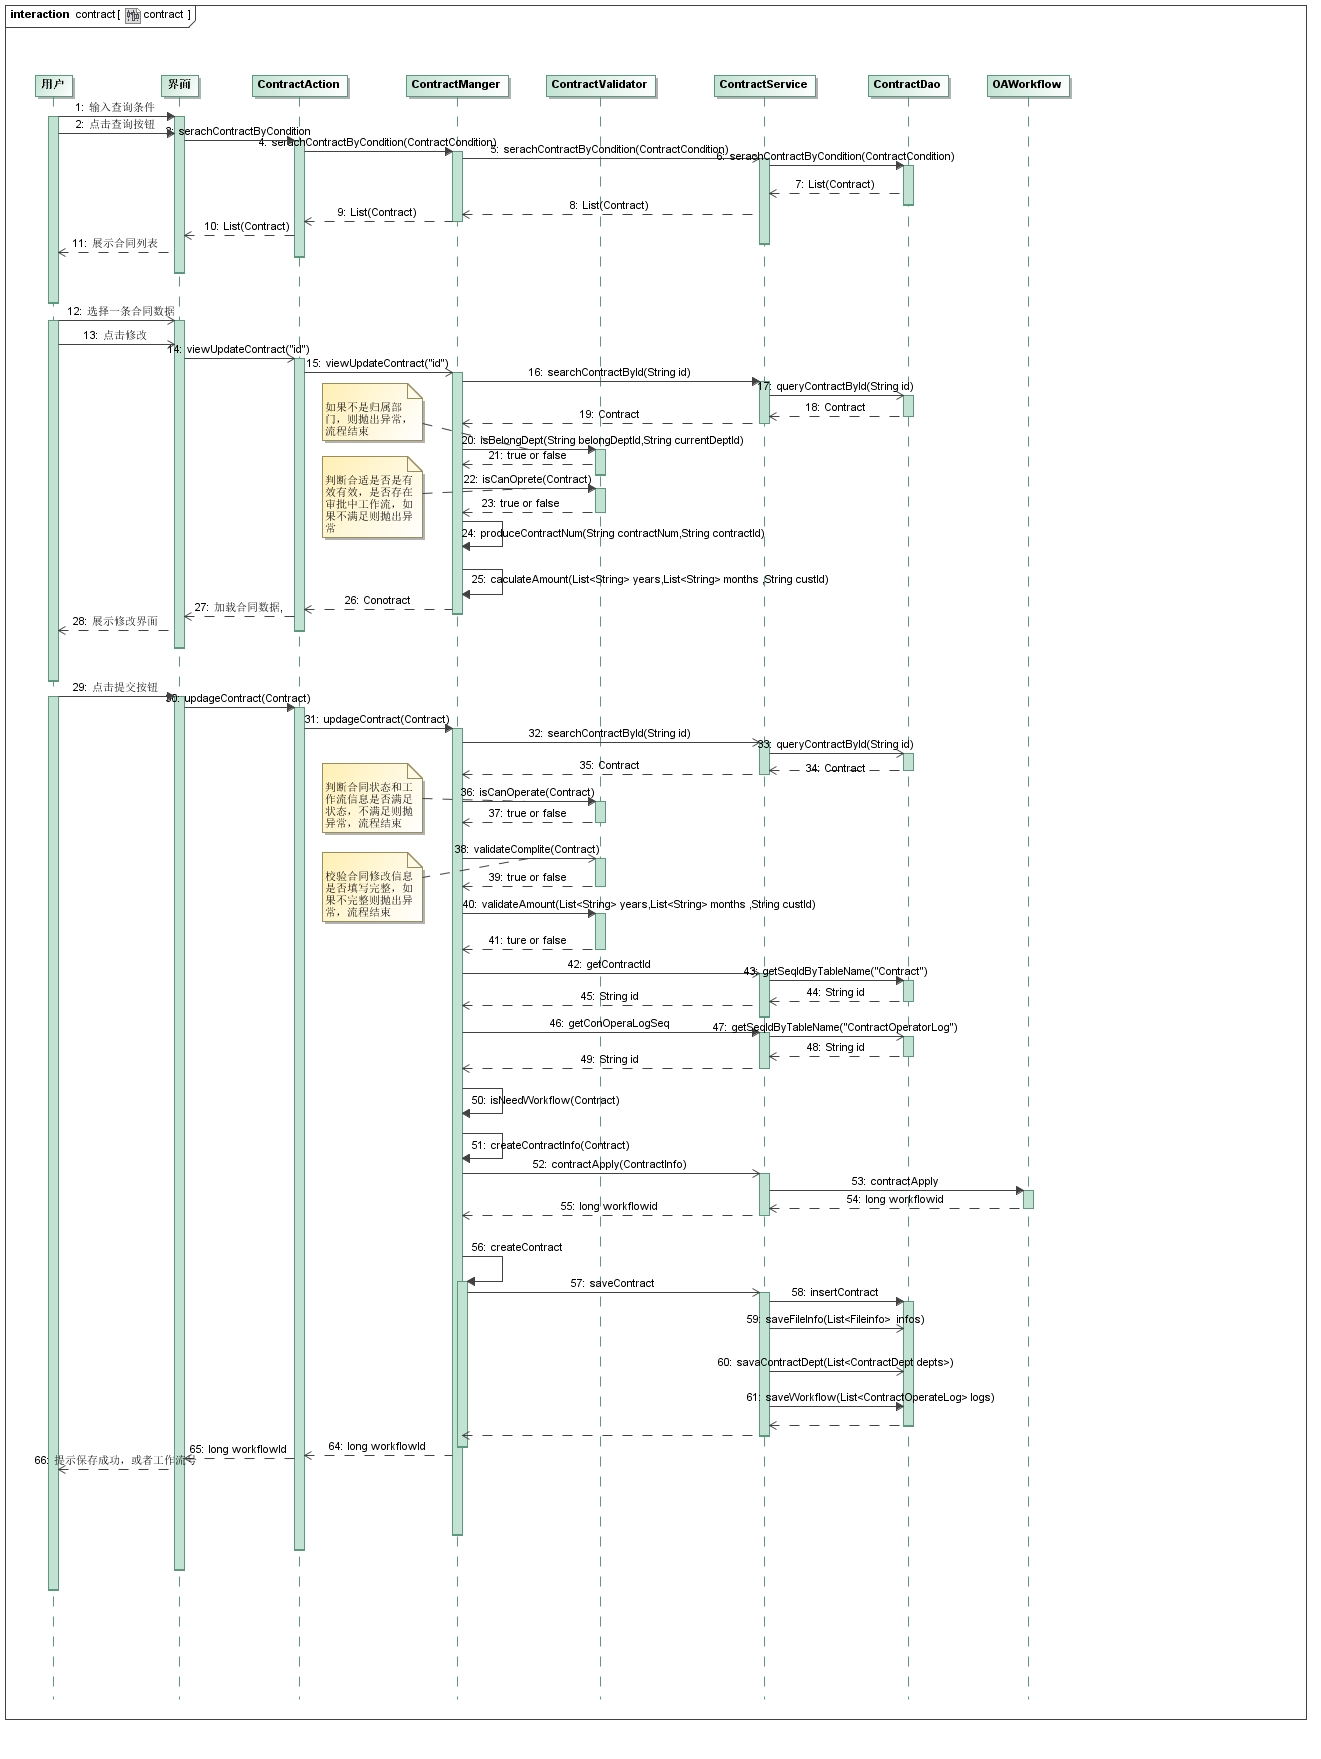 interaction contract [ contract ]
用户
界面
ContractAction
ContractManger
ContractValidator
ContractService
ContractDao
OAWorkflow
1: 输入查询条件
2: 点击查询按钮
3: serachContractByCondition
4: serachContractByCondition(ContractCondition)
5: serachContractByCondition(ContractCondition)
6: serachContractByCondition(ContractCondition)
7: List(Contract)
8: List(Contract)
9: List(Contract)
10: List(Contract)
11: 展示合同列表
12: 选择一条合同数据
13: 点击修改
14: viewUpdateContract("id")
15: viewUpdateContract("id")
16: searchContractById(String id)
17: queryContractById(String id)
18: Contract
19: Contract
如果不是归属部
门，则抛出异常，
流程结束
20: isBelongDept(String belongDeptId,String currentDeptId)
21: true or false
判断合适是否是有
效有效，是否存在
审批中工作流，如
果不满足则抛出异
常
22: isCanOprete(Contract)
23: true or false
24: produceContractNum(String contractNum,String contractId)
25: caculateAmount(List<String> years,List<String> months ,String custId)
26: Conotract
27: 加载合同数据,
28: 展示修改界面
29: 点击提交按钮
30: updageContract(Contract)
31: updageContract(Contract)
32: searchContractById(String id)
33: queryContractById(String id)
34: Contract
35: Contract
判断合同状态和工
作流信息是否满足
状态，不满足则抛
异常，流程结束
36: isCanOperate(Contract)
37: true or false
38: validateComplite(Contract)
校验合同修改信息
是否填写完整，如
果不完整则抛出异
常，流程结束
39: true or false
40: validateAmount(List<String> years,List<String> months ,String custId)
41: ture or false
42: getContractId
43: getSeqIdByTableName("Contract")
44: String id
45: String id
46: getConOperaLogSeq
47: getSeqIdByTableName("ContractOperatorLog")
48: String id
49: String id
50: isNeedWorkflow(Contract)
51: createContractInfo(Contract)
52: contractApply(ContractInfo)
53: contractApply
54: long workflowid
55: long workflowid
56: createContract
57: saveContract
58: insertContract
59: saveFileInfo(List<Fileinfo> infos)
60: savaContractDept(List<ContractDept depts>)
61: saveWorkflow(List<ContractOperateLog> logs)
64: long workflowId
65: long workflowId
66: 提示保存成功，或者工作流号